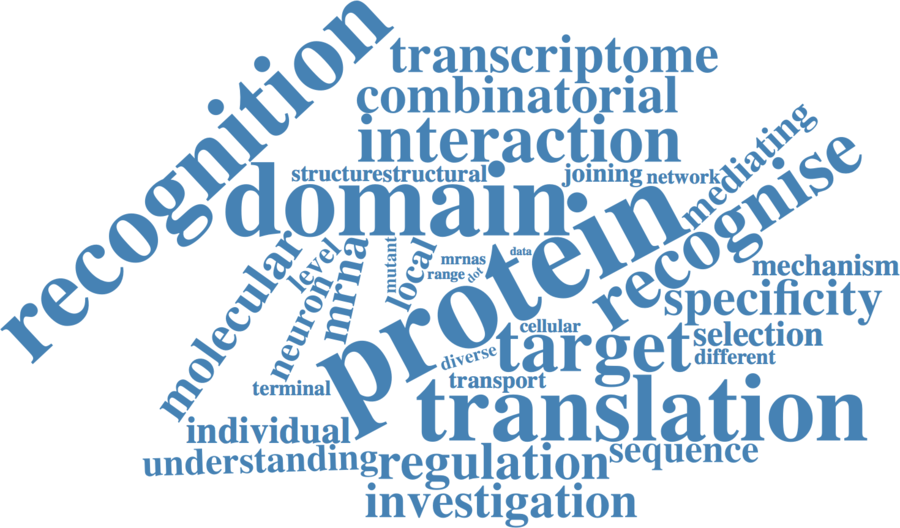 recognition
transcriptome
combinatorial
interaction
mediating
structure structural
joining
network
domain
recognise
protein
molecular
level
neuron
mrna
mutant
local
mrnas
range
dot
data
mechanism
specificity
cellular
target
selection
diverse
different
terminal
transport
translation
individual
understanding
regulation
sequence
investigation